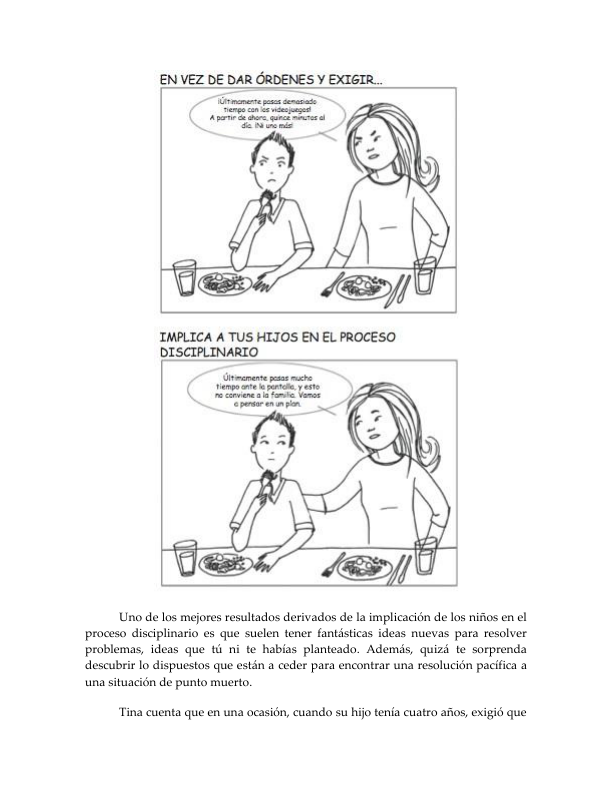 EN VEZ DE DAR ÓRDENES Y EXIGIR...
¡Últimamente pasas demasiado
tiempo con los videojuegos!
A partir de ahora, quince minutos al
día. ¡Ni uno más!
IMPLICA A TUS HIJOS EN EL PROCESO
DISCIPLINARIO
Últimamente pasas mucho
tiempo ante la pantalla, y esto
no conviene a la familia. Vamos
a pensar en un plan.
Uno de los mejores resultados derivados de la implicación de los niños en el
proceso disciplinario es que suelen tener fantásticas ideas nuevas para resolver
problemas, ideas que tú ni te habías planteado. Además, quizá te sorprenda
descubrir lo dispuestos que están a ceder para encontrar una resolución pacífica a
una situación de punto muerto.
Tina cuenta que en una ocasión, cuando su hijo tenía cuatro años, exigió que